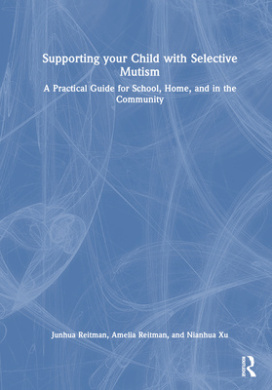 Supporting your Child with Selective
Mutism
A Practical Guide for School, Home, and in the
Community
Junhua Reitman, Amelia Reitman, and Nianhua Xu
R